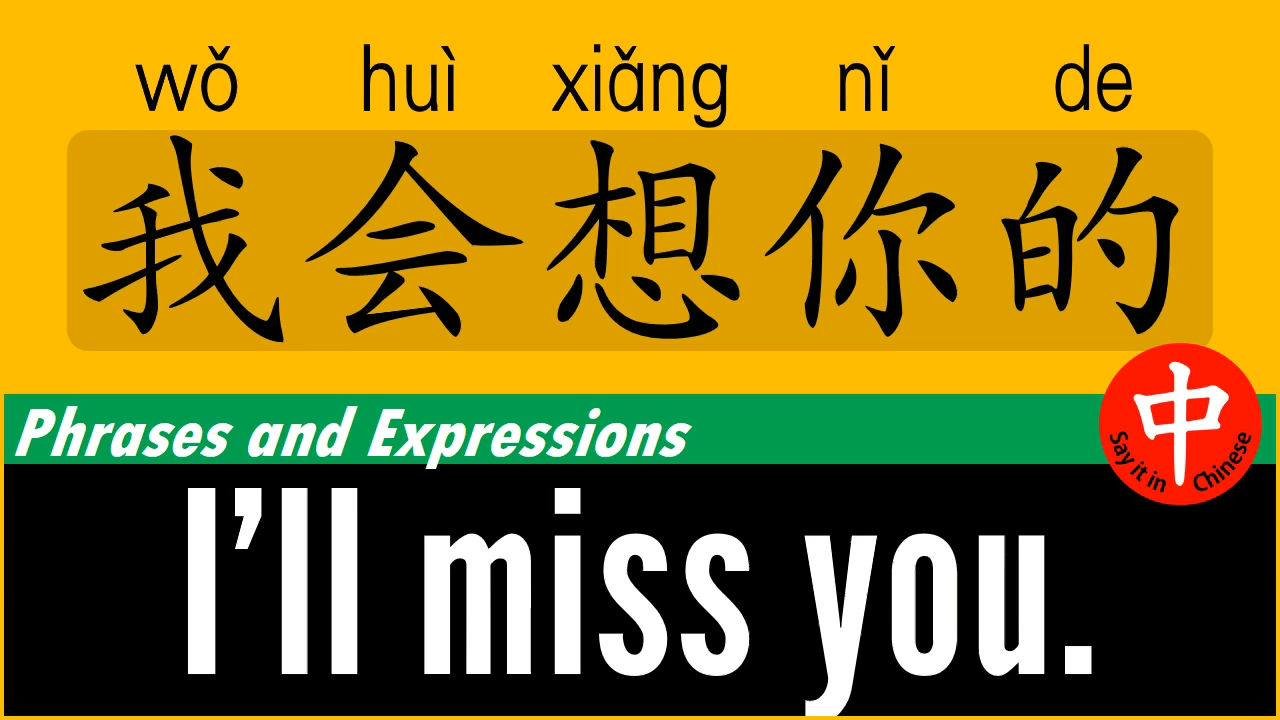 wǒ huì xiǎng nǐ de
我会想你的
Phrases and Expressions
中
Say it in Chinese
I’ll miss you.